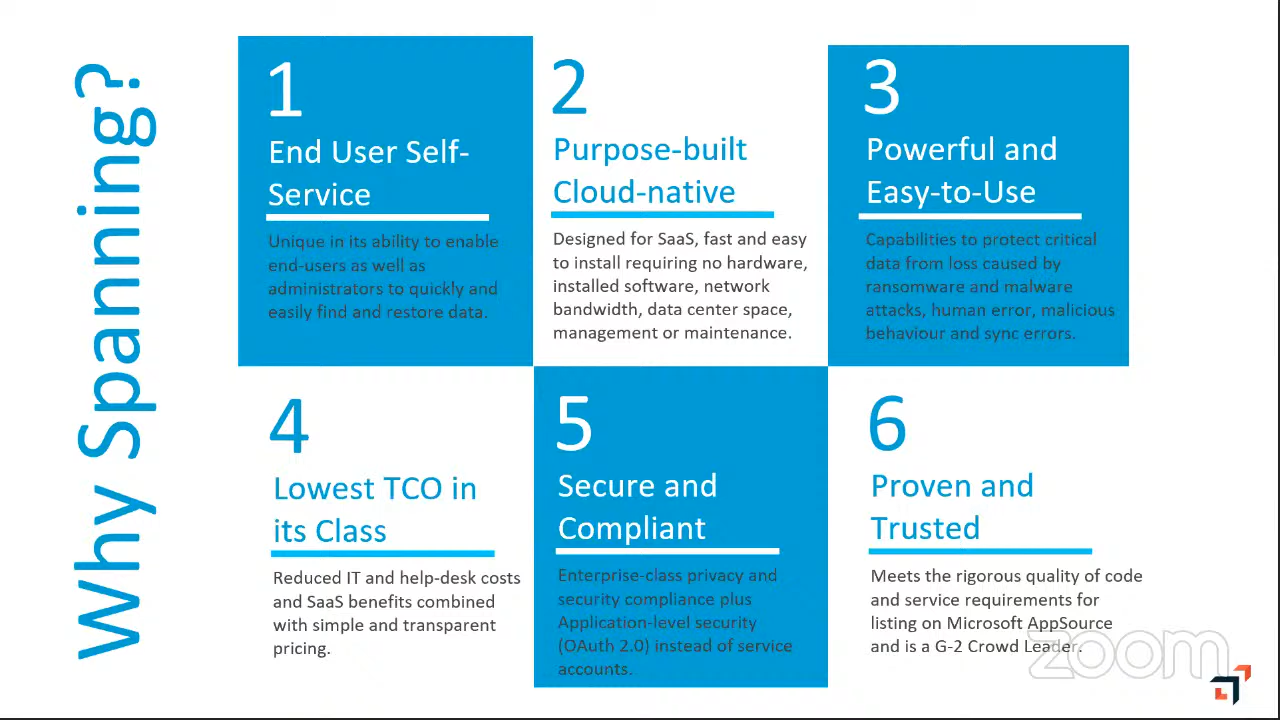 Why Spanning?
1
End User Self-
Service
Unique in its ability to enable
end-users as well as
administrators to quickly and
easily find and restore data.
2
Purpose-built
Cloud-native
Designed for SaaS, fast and easy
to install requiring no hardware,
installed software, network
bandwidth, data center space,
management or maintenance.
3
Powerful and
Easy-to-Use
Capabilities to protect critical
data from loss caused by
ransomware and malware
attacks, human error, malicious
behaviour and sync errors.
4
Lowest TCO in
its Class
Reduced IT and help-desk costs
and SaaS benefits combined
with simple and transparent
pricing.
5
Secure and
Compliant
Enterprise-class privacy and
security compliance plus
Application-level security
(OAuth 2.0) instead of service
accounts.
6
Proven and
Trusted
Meets the rigorous quality of code
and service requirements for
listing on Microsoft AppSource
and is a G-2 Crowd Leader.
zoom